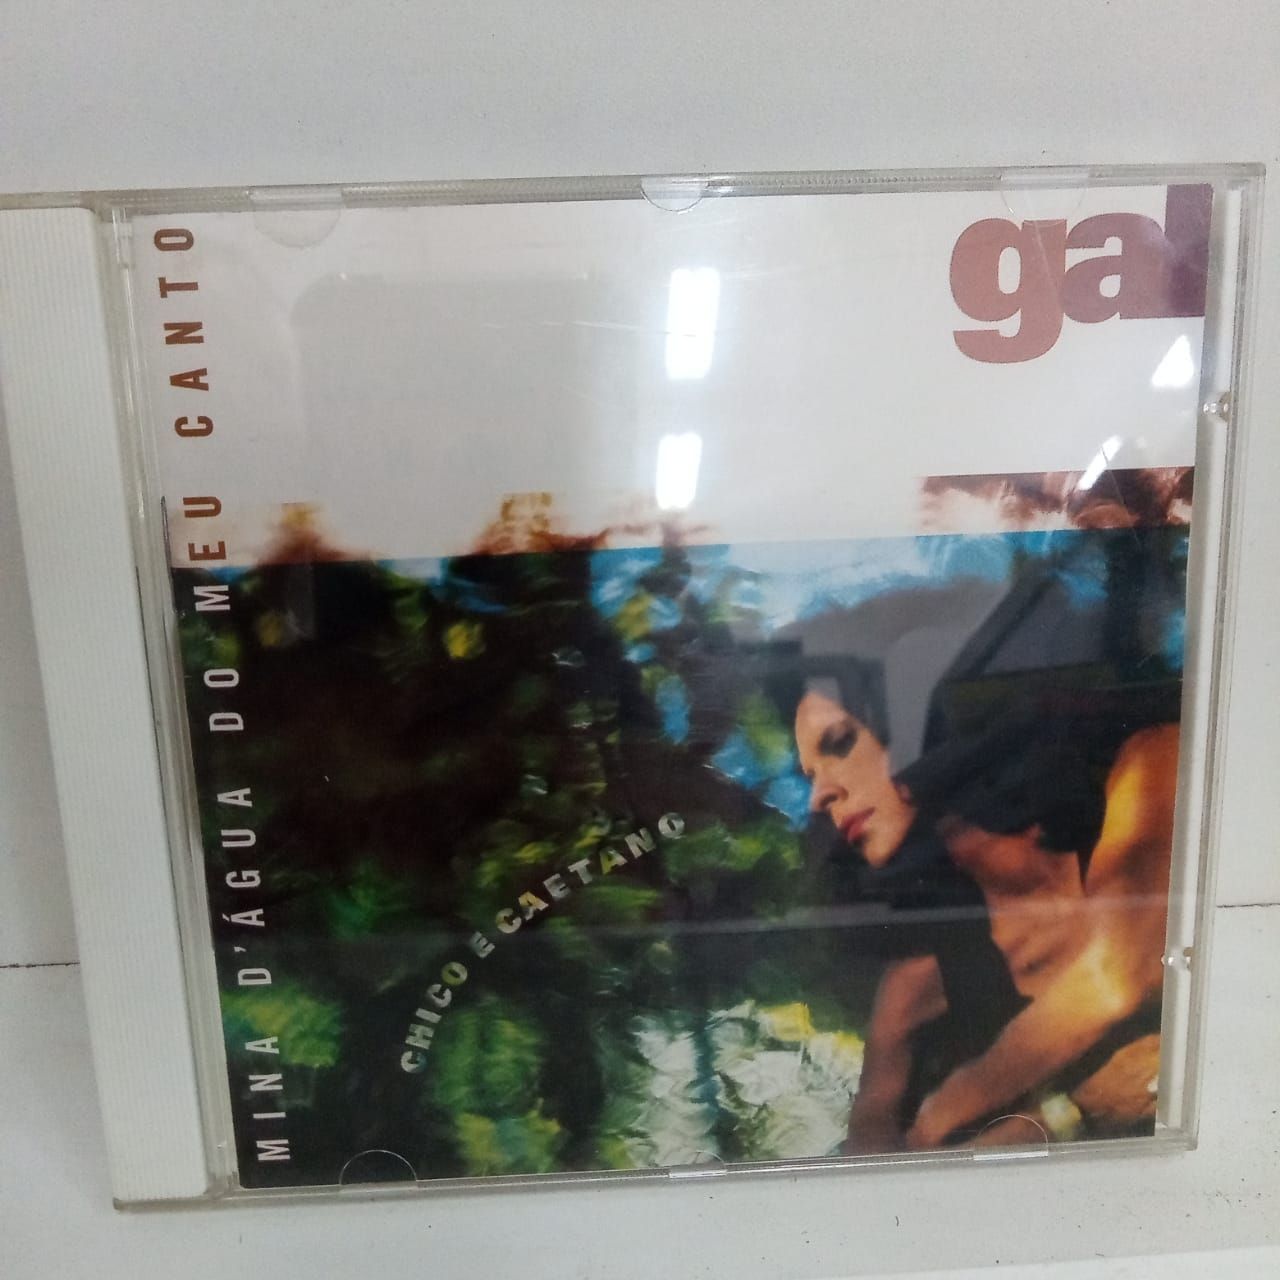 gal
MINA D'ÁGUA DO MEU CANTO
CHICO E CAETANO